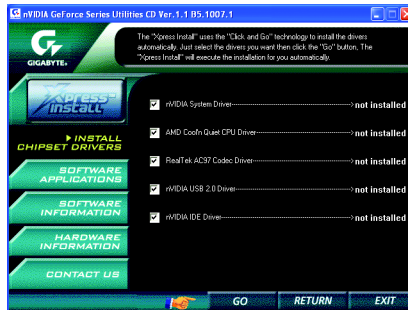 nVIDIA GeForce Series Utilities CD Ver.1.1 B5.1007.1
GIGABYTE
The "Xpress Install" uses the "Click and Go" technology to install the drivers
automatically. Just select the drivers you want then click the "Go" button, The
"Xpress Install" will execute the installation for you automatically.
Xpress-
Install
INSTALL
CHIPSET DRIVERS
SOFTWARE
APPLICATIONS
SOFTWARE
INFORMATION
HARDWARE
INFORMATION
CONTACT US
nVIDIA System Driver not installed
AMD Cooln Quiet CPU Driver not installed
RealTek AC97 Codec Driver not installed
nVIDIA USB 2.0 Driver not installed
nVIDIA IDE Driver not installed
GO RETURN EXIT